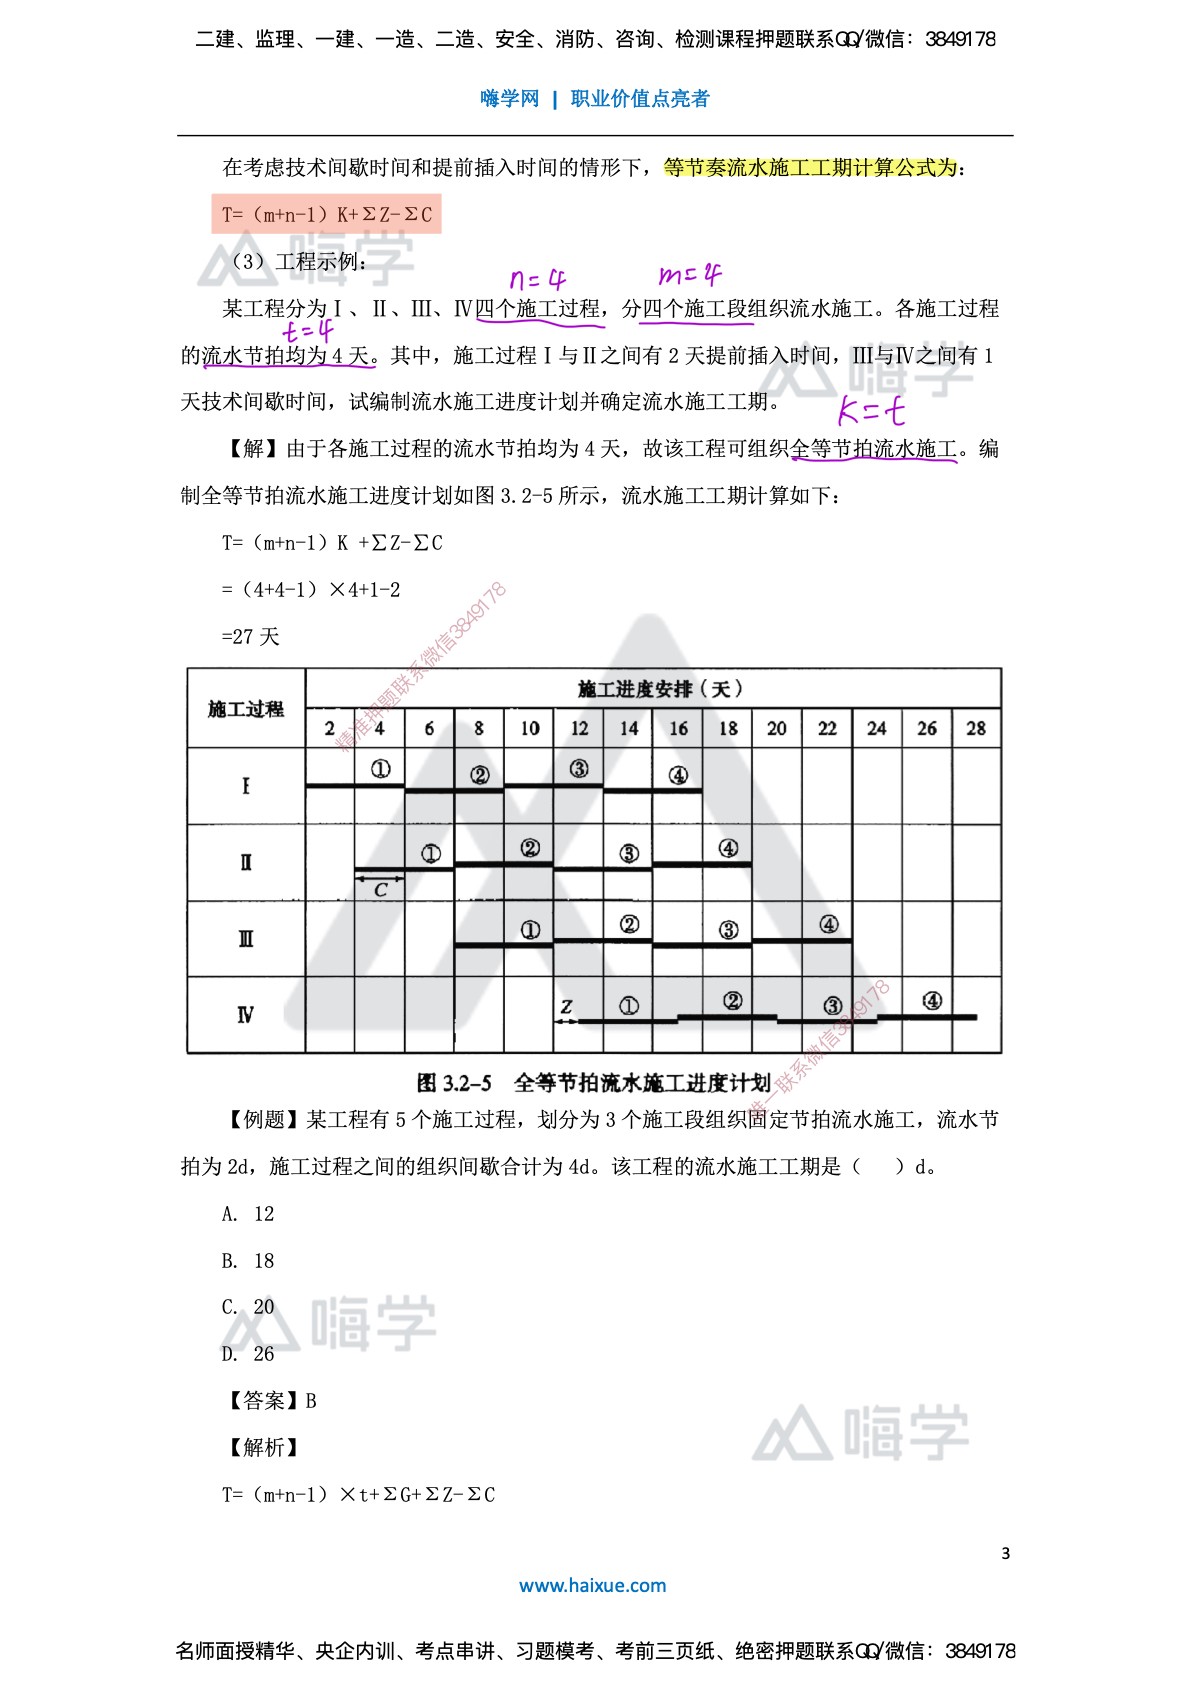 二建、监理、一建、一造、二造、安全、消防、咨询、检测课程押题联系QQ/微信：3849178
嗨学网 | 职业价值点亮者
在考虑技术间歇时间和提前插入时间的情形下，等节奏流水施工工期计算公式为：
T=（m+n-1）K+ΣZ-ΣC
嗨学
（3）工程示例：
n=4 m=4
某工程分为Ⅰ、Ⅱ、Ⅲ、Ⅳ四个施工过程，分四个施工段组织流水施工。各施工过程
t=4
的流水节拍均为 4 天。其中，施工过程Ⅰ与Ⅱ之间有 2 天提前插入时间，Ⅲ与Ⅳ之间有 1
嗨学
天技术间歇时间，试编制流水施工进度计划并确定流水施工工期。
K=t
【解】由于各施工过程的流水节拍均为 4 天，故该工程可组织全等节拍流水施工。编
制全等节拍流水施工进度计划如图 3.2-5 所示，流水施工工期计算如下：
T=（m+n-1）K +∑Z-∑C
=（4+4-1）×4+1-2
=27 天
精准押题联系微信3849178
施工过程 施工进度安排（天）
2 4 6 8 10 12 14 16 18 20 22 24 26 28
Ⅰ ① ② ③ ④
Ⅱ ① ② ③ ④
C
Ⅲ ① ② ③ ④
Ⅳ Z ① ② ③ ④
唯一联系微信3849178
图 3.2-5 全等节拍流水施工进度计划
【例题】某工程有 5 个施工过程，划分为 3 个施工段组织固定节拍流水施工，流水节
拍为 2d，施工过程之间的组织间歇合计为 4d。该工程的流水施工工期是（ ）d。
A. 12
B. 18
C. 20
嗨学
D. 26
【答案】B
嗨学
【解析】
T=（m+n-1）×t+ΣG+ΣZ-ΣC
3
www.haixue.com
名师面授精华、央企内训、考点串讲、习题模考、考前三页纸、绝密押题联系QQ/微信：3849178